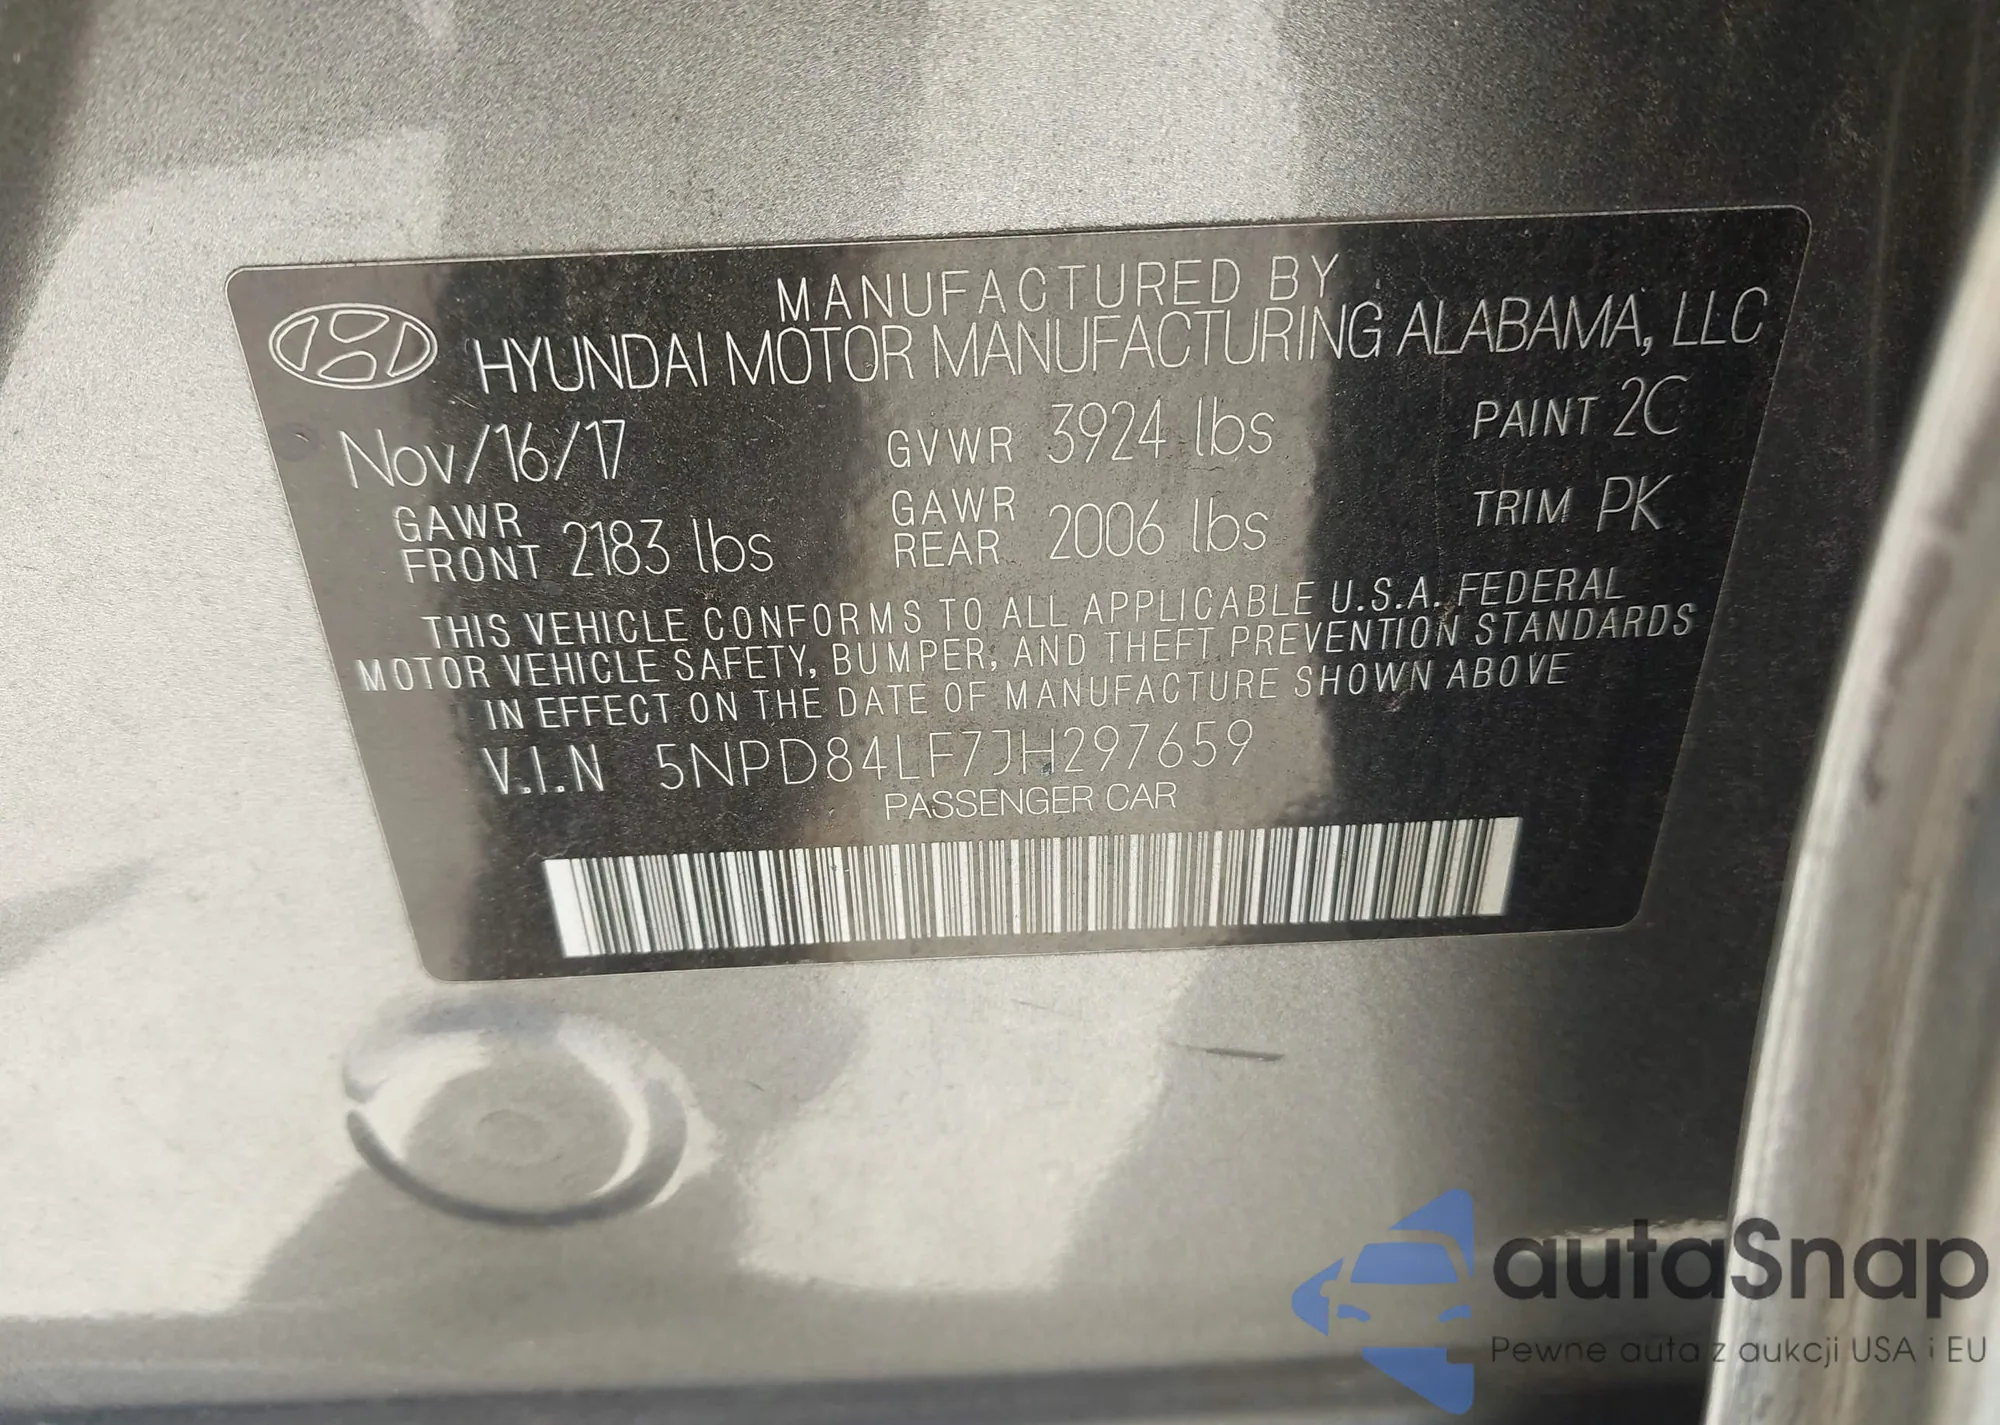 MANUFACTURED BY
HYUNDAI MOTOR MANUFACTURING ALABAMA, LLC
Nov/16/17 GVWR 3924 lbs PAINT 2C
GAWR FRONT 2183 lbs GAWR REAR 2006 lbs TRIM PK
THIS VEHICLE CONFORMS TO ALL APPLICABLE U.S.A. FEDERAL
MOTOR VEHICLE SAFETY, BUMPER, AND THEFT PREVENTION STANDARDS
IN EFFECT ON THE DATE OF MANUFACTURE SHOWN ABOVE
V.I.N 5NPD84LF7JH297659
PASSENGER CAR
autaSnap
Pewne auta z aukcji USA i EU